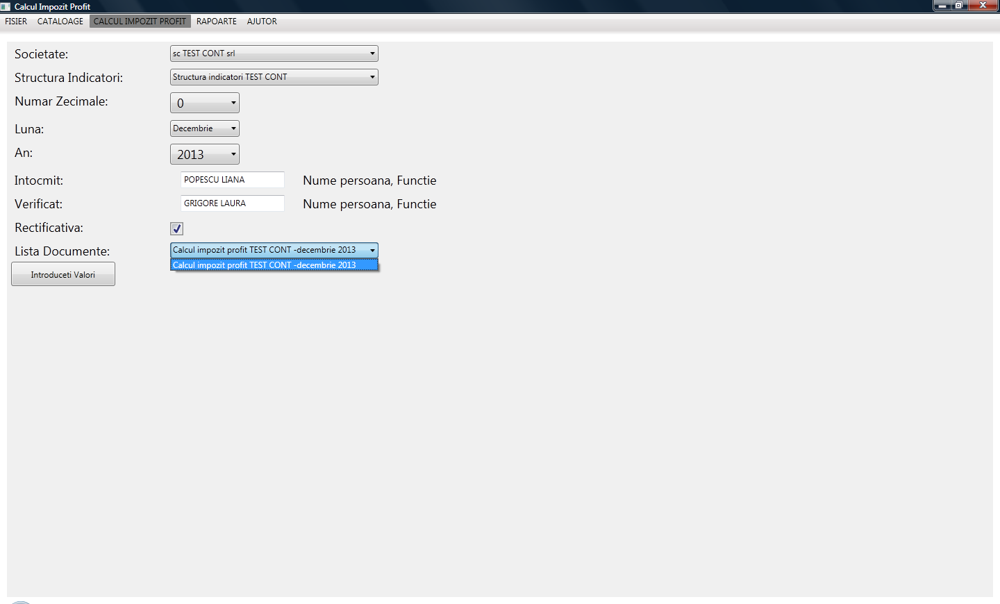 Calcul Impozit Profit
FISIER CATALOAGE CALCUL IMPOZIT PROFIT RAPOARTE AJUTOR
Societate: sc TEST CONT srl
Structura Indicatori: Structura indicatori TEST CONT
Numar Zecimale: 0
Luna: Decembrie
An: 2013
Intocmit: POPESCU LIANA Nume persoana, Functie
Verificat: GRIGORE LAURA Nume persoana, Functie
Rectificativa:
Lista Documente: Calcul impozit profit TEST CONT -decembrie 2013
Calcul impozit profit TEST CONT -decembrie 2013
Introduceti Valori